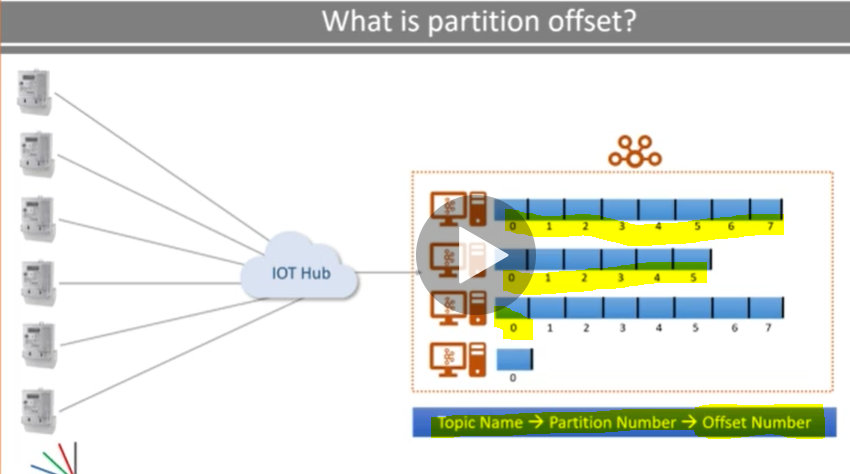 What is partition offset?
IOT Hub
0 1 2 3 4 5 6 7
0 1 2 3 4 5
0 1 2 3 4 5 6 7
0
Topic Name → Partition Number → Offset Number